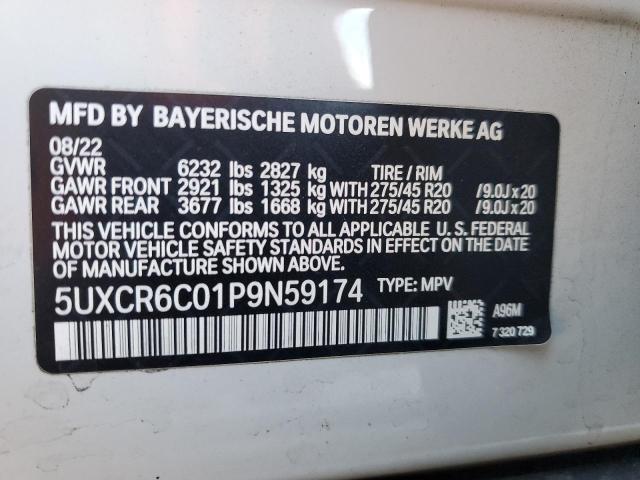 MFD BY BAYERISCHE MOTOREN WERKE AG
08/22
GVWR 6232 lbs 2827 kg TIRE / RIM
GAWR FRONT 2921 lbs 1325 kg WITH 275/45 R20 /9.0J x 20
GAWR REAR 3677 lbs 1668 kg WITH 275/45 R20 /9.0J x 20
THIS VEHICLE CONFORMS TO ALL APPLICABLE U. S. FEDERAL
MOTOR VEHICLE SAFETY STANDARDS IN EFFECT ON THE DATE
OF MANUFACTURE SHOWN ABOVE.
5UXCR6C01P9N59174 TYPE: MPV
A96M
7 320 729